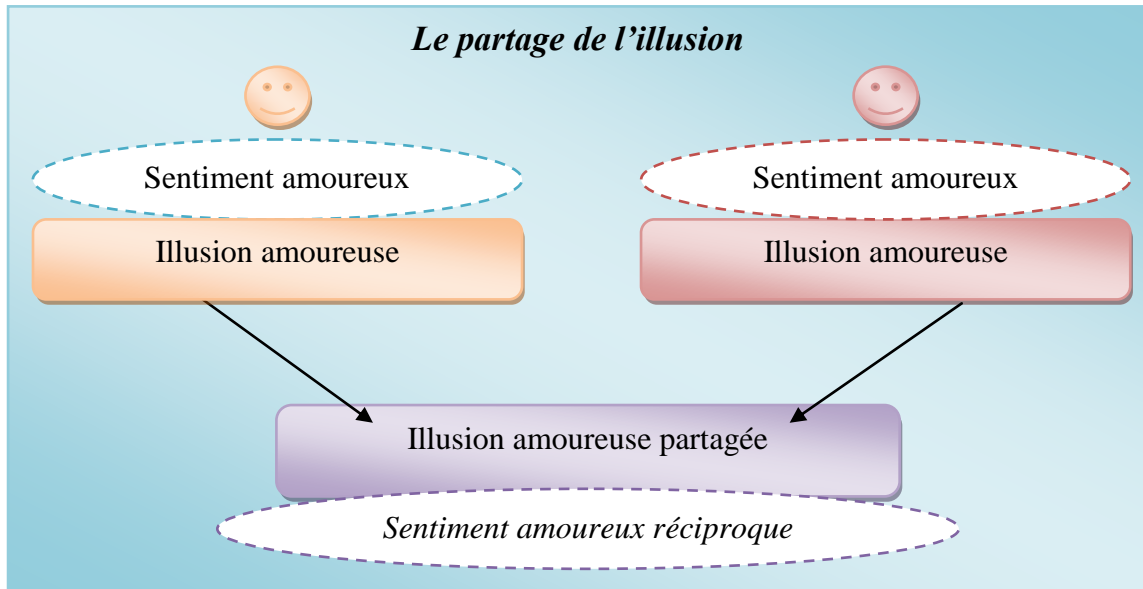 Le partage de l’illusion
Sentiment amoureux
Sentiment amoureux
Illusion amoureuse
Illusion amoureuse
Illusion amoureuse partagée
Sentiment amoureux réciproque